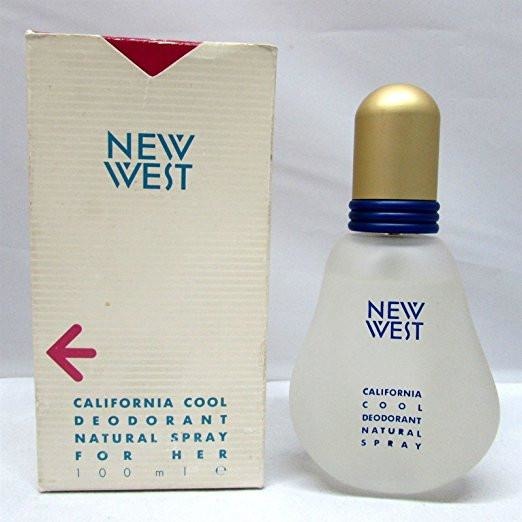 NEW
WEST
CALIFORNIA COOL
DEODORANT
NATURAL SPRAY
FOR HER
100 ml ℮
NEW
WEST
CALIFORNIA
COOL
DEODORANT
NATURAL
SPRAY